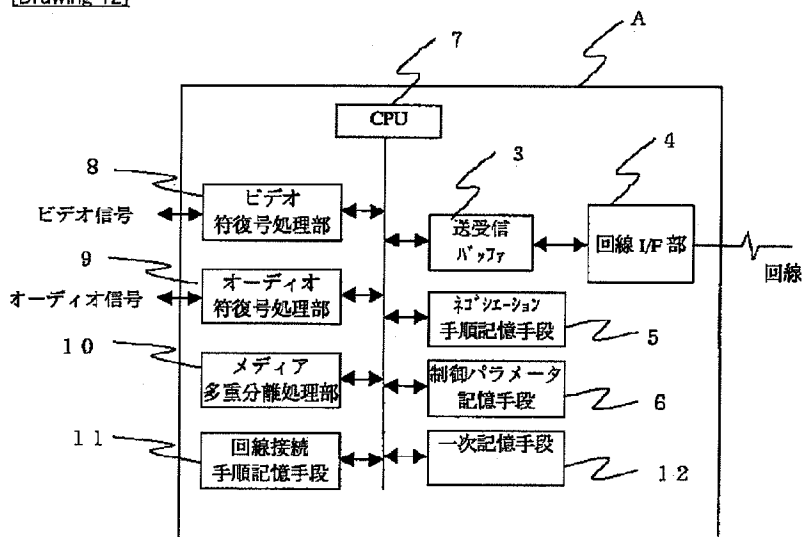 [Drawing 12]
A
7
CPU
8
ビデオ
符復号処理部
ビデオ信号
3
送受信
バッファ
4
回線 I/F 部
回線
9
オーディオ
符復号処理部
オーディオ信号
ネゴシエーション
手順記憶手段
5
10
メディア
多重分離処理部
制御パラメータ
記憶手段
6
11
回線接続
手順記憶手段
一次記憶手段
12